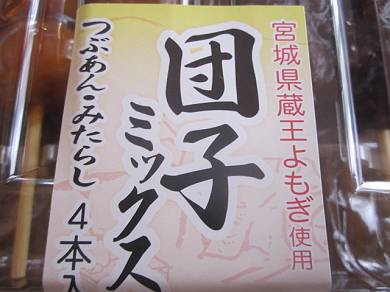 宮城県蔵王よもぎ使用
団子
ミックス
つぶあん・みたらし
4本入